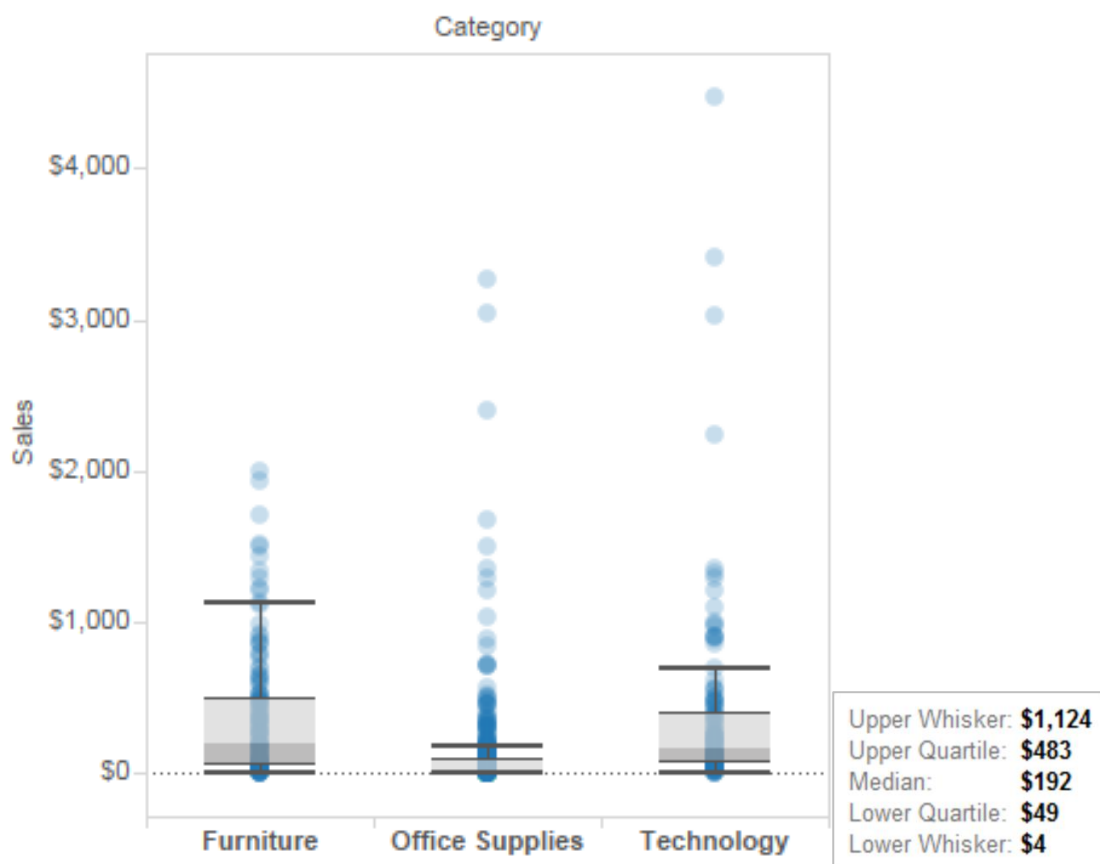 Category
$4,000
$3,000
$2,000
$1,000
$0
Sales
Furniture
Office Supplies
Technology
Upper Whisker: $1,124
Upper Quartile: $483
Median: $192
Lower Quartile: $49
Lower Whisker: $4